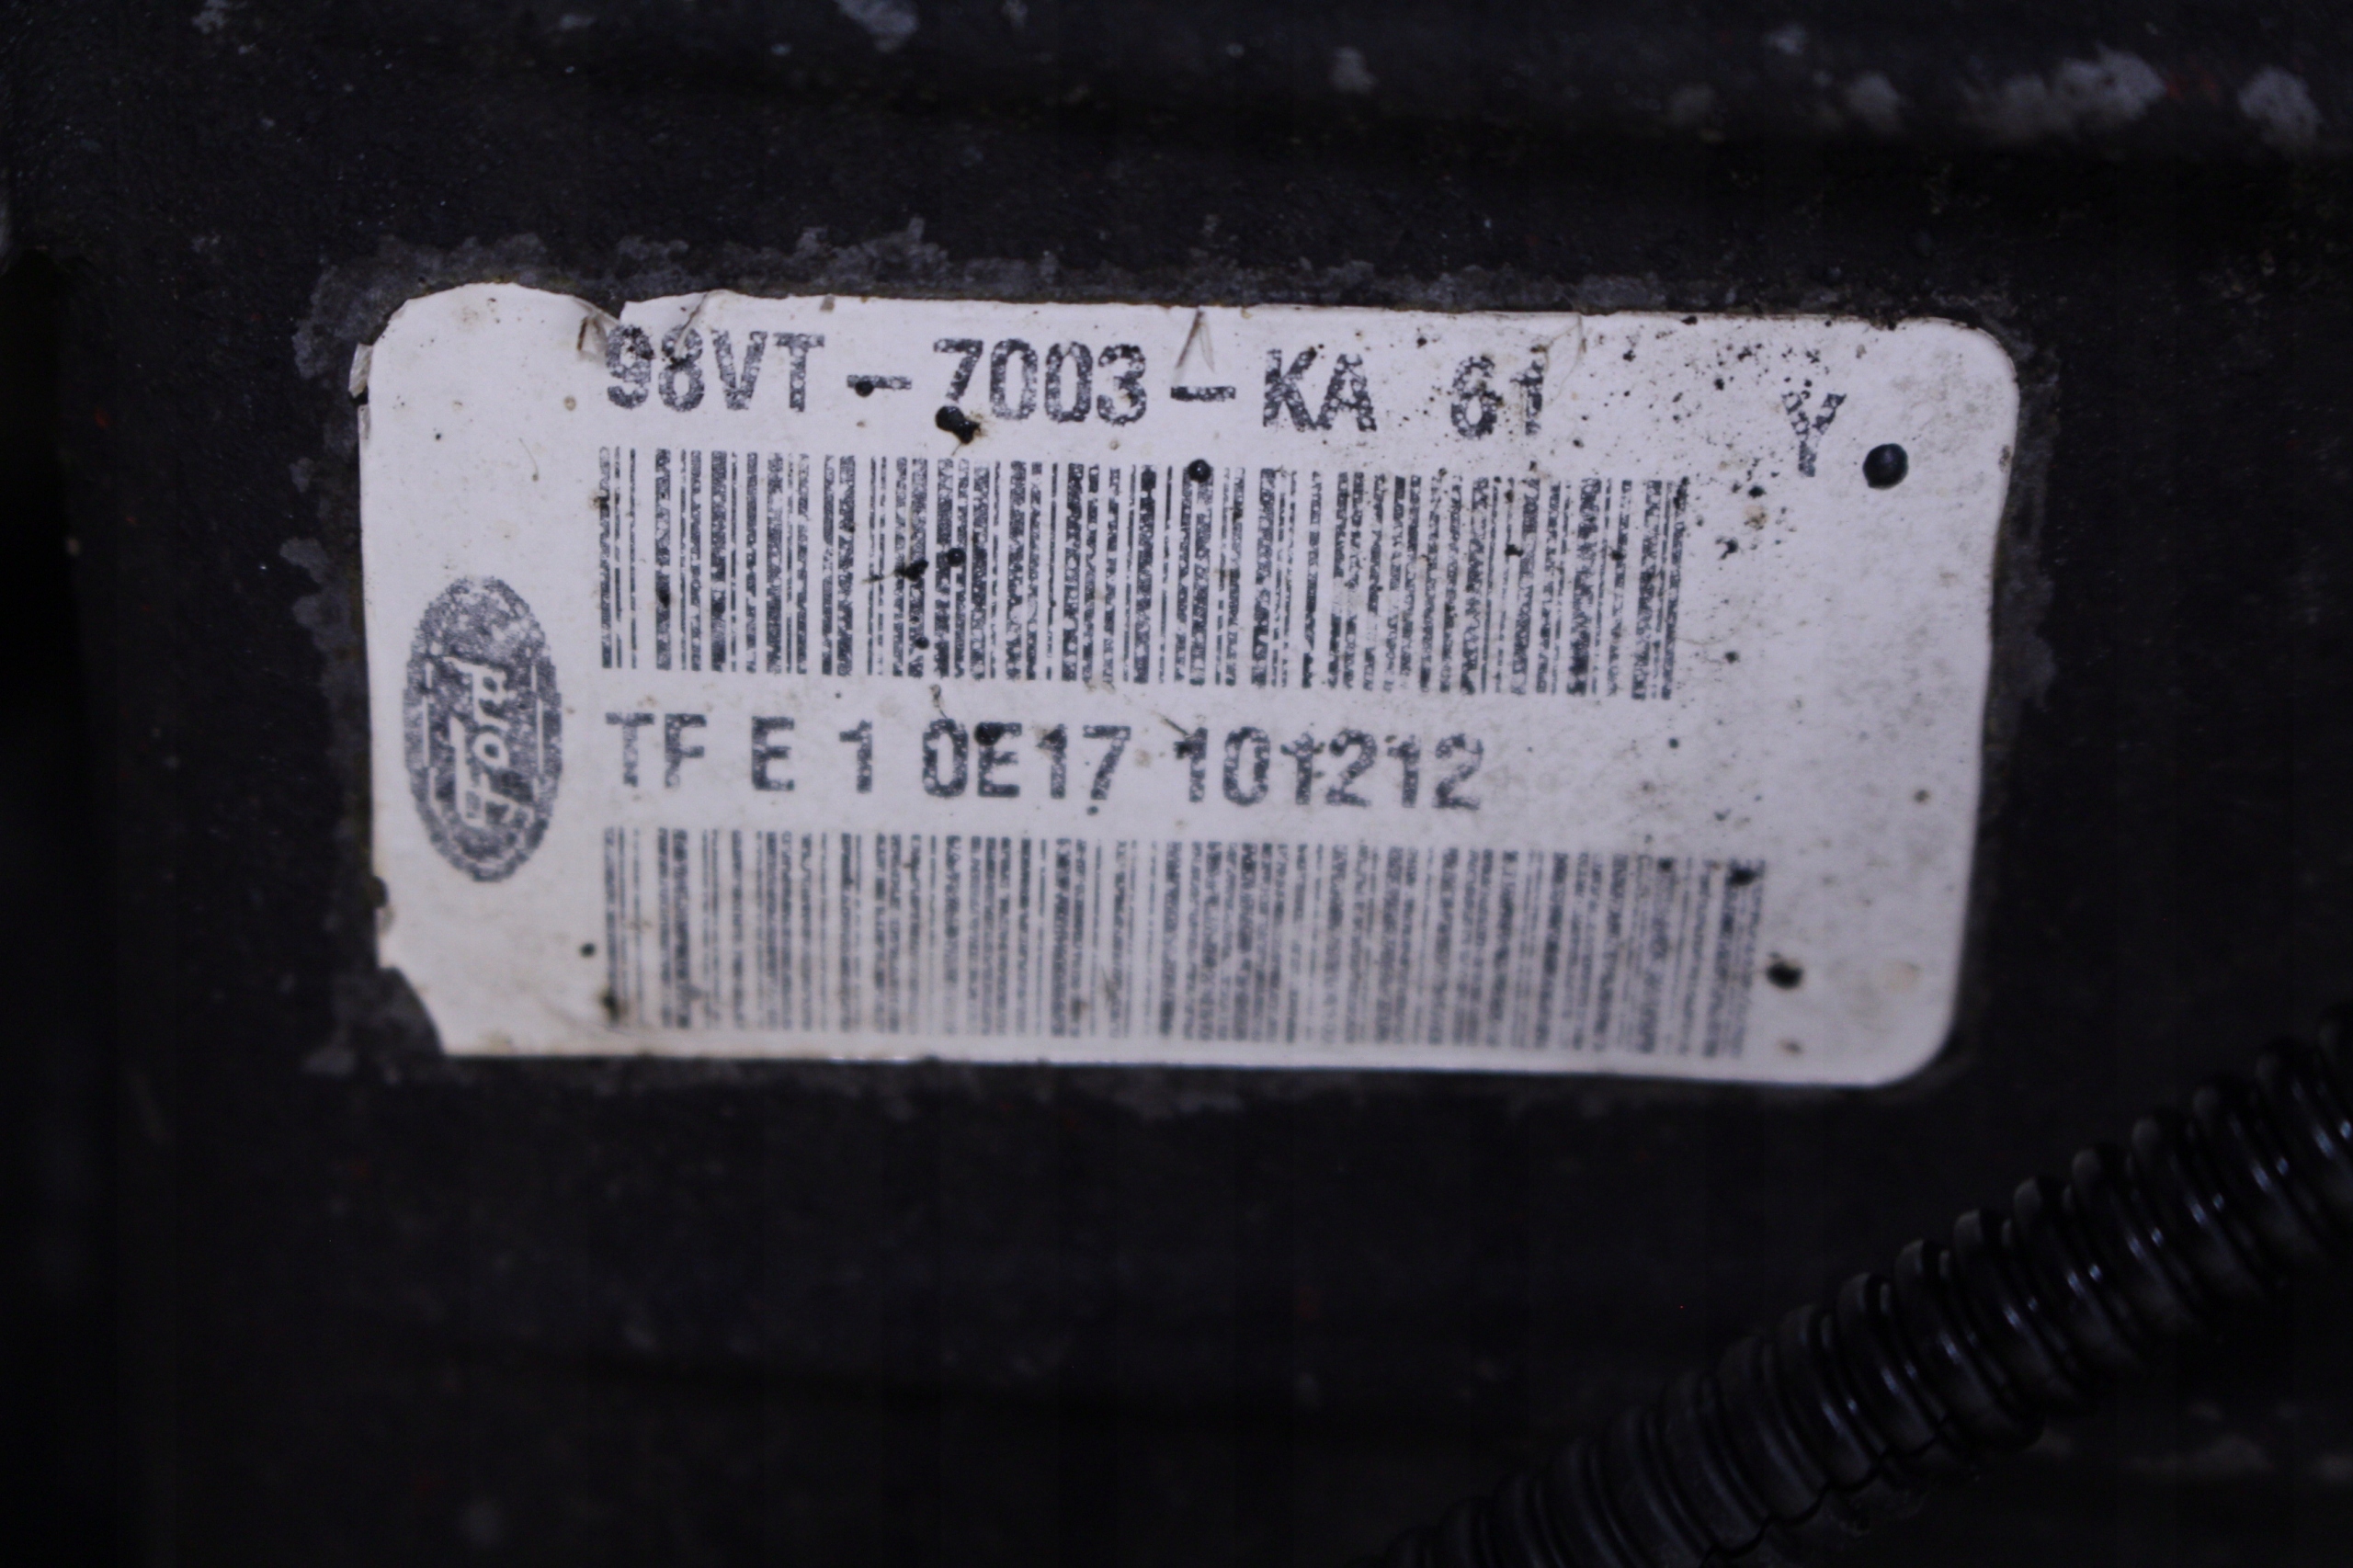 98VT-7003-KA 61 Y
Ford
TF E 1 0E17 101212